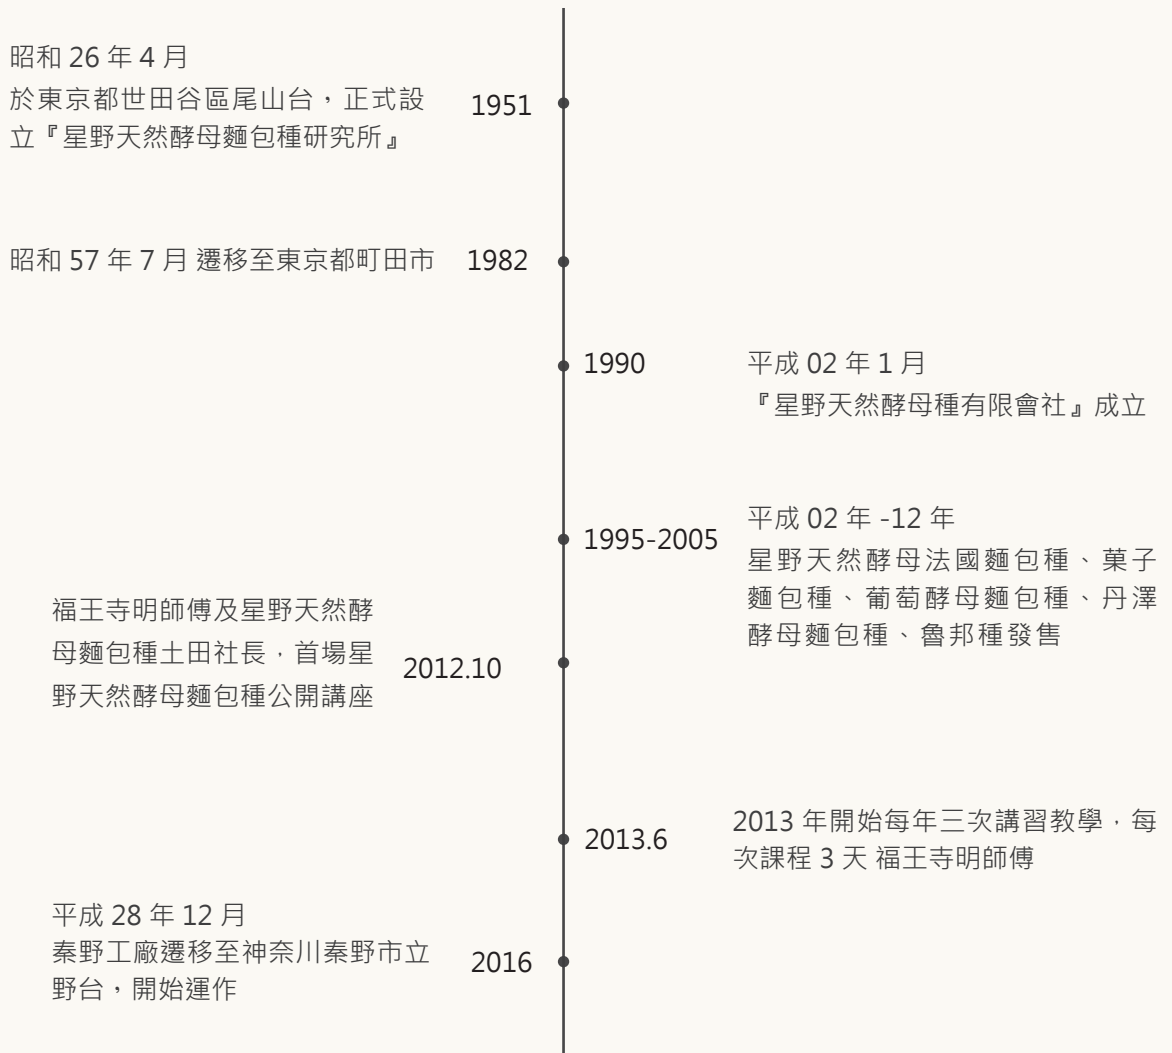 昭和 26 年 4 月
於東京都世田谷區尾山台，正式設
立『星野天然酵母麵包種研究所』
1951
昭和 57 年 7 月 遷移至東京都町田市
1982
1990
平成 02 年 1 月
『星野天然酵母種有限會社』成立
1995-2005
平成 02 年 -12 年
星野天然酵母法國麵包種、菓子
麵包種、葡萄酵母麵包種、丹澤
酵母麵包種、魯邦種發售
福王寺明師傅及星野天然酵
母麵包種土田社長，首場星
野天然酵母麵包種公開講座
2012.10
2013.6
2013 年開始每年三次講習教學，每
次課程 3 天 福王寺明師傅
平成 28 年 12 月
秦野工廠遷移至神奈川秦野市立
野台，開始運作
2016